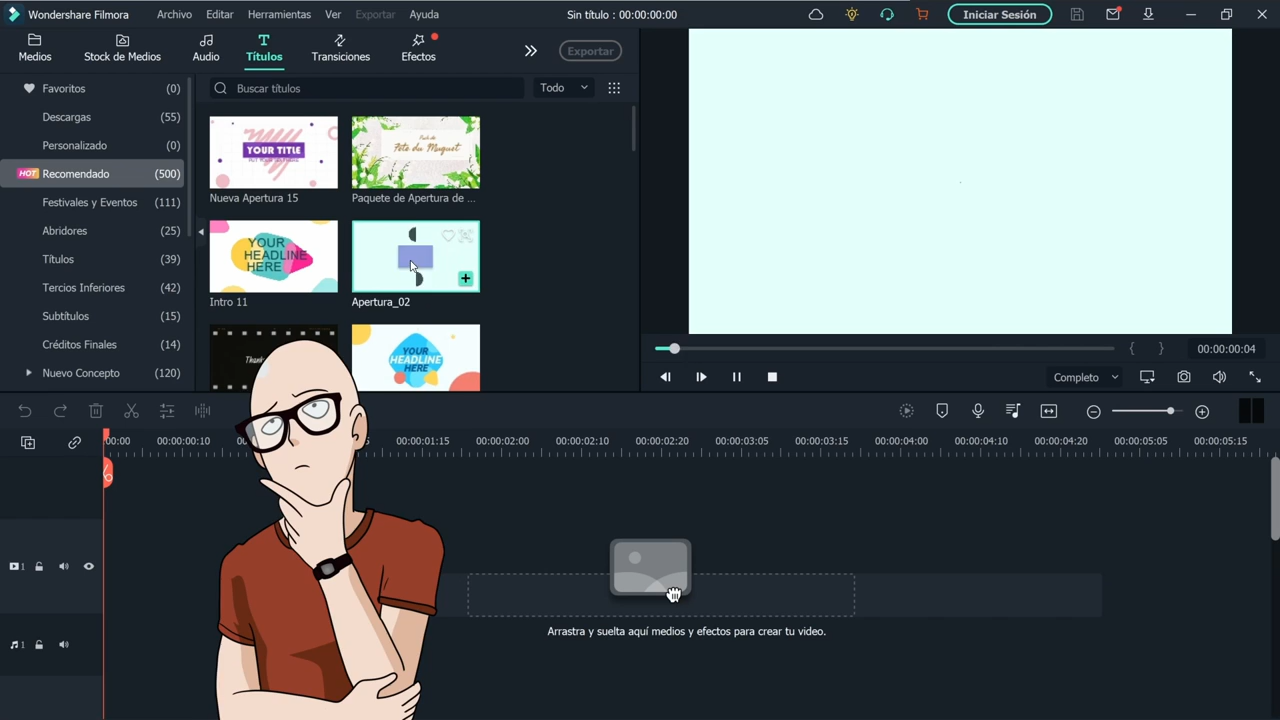 Wondershare Filmora Archivo Editar Herramientas Ver Exportar Ayuda Sin título : 00:00:00:00 Iniciar Sesión
Medios Stock de Medios Audio Títulos Transiciones Efectos Exportar
Favoritos (0)
Descargas (55)
Personalizado (0)
HOT Recomendado (500)
Festivales y Eventos (111)
Abridores (25)
Títulos (39)
Tercios Inferiores (42)
Subtítulos (15)
Créditos Finales (14)
Nuevo Concepto (120)
Buscar títulos Todo
YOUR TITLE
Fete du Muguet
Nueva Apertura 15 Paquete de Apertura de ...
YOUR
HEADLINE
HERE
Intro 11 Apertura_02
YOUR
HEADLINE
HERE
{ } 00:00:00:04
Completo
00:00 00:00:00:10 00:00:01:15 00:00:02:00 00:00:02:10 00:00:02:20 00:00:03:05 00:00:03:15 00:00:04:00 00:00:04:10 00:00:04:20 00:00:05:05 00:00:05:15
1
Arrastra y suelta aquí medios y efectos para crear tu video.
1